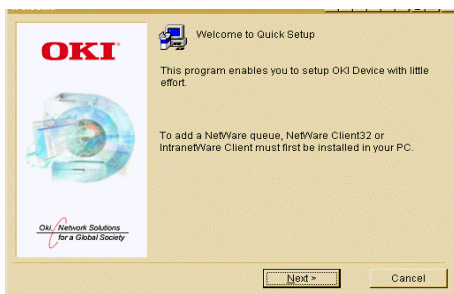 Welcome
OKI
Welcome to Quick Setup
This program enables you to setup OKI Device with little
effort.
To add a NetWare queue, NetWare Client32 or
IntranetWare Client must first be installed in your PC.
Oki, Network Solutions
for a Global Society
Next >
Cancel